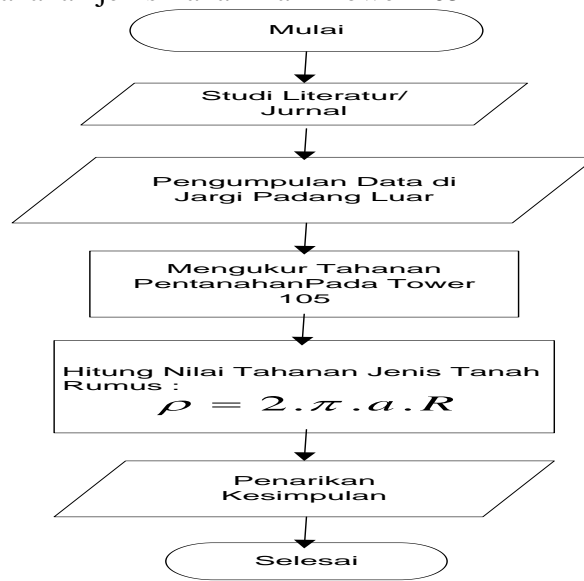 Mulai
Studi Literatur/
Jurnal
Pengumpulan Data di
Jargi Padang Luar
Mengukur Tahanan
PentanahanPada Tower
105
Hitung Nilai Tahanan Jenis Tanah
Rumus :
ρ = 2 . π . a . R
Penarikan
Kesimpulan
Selesai